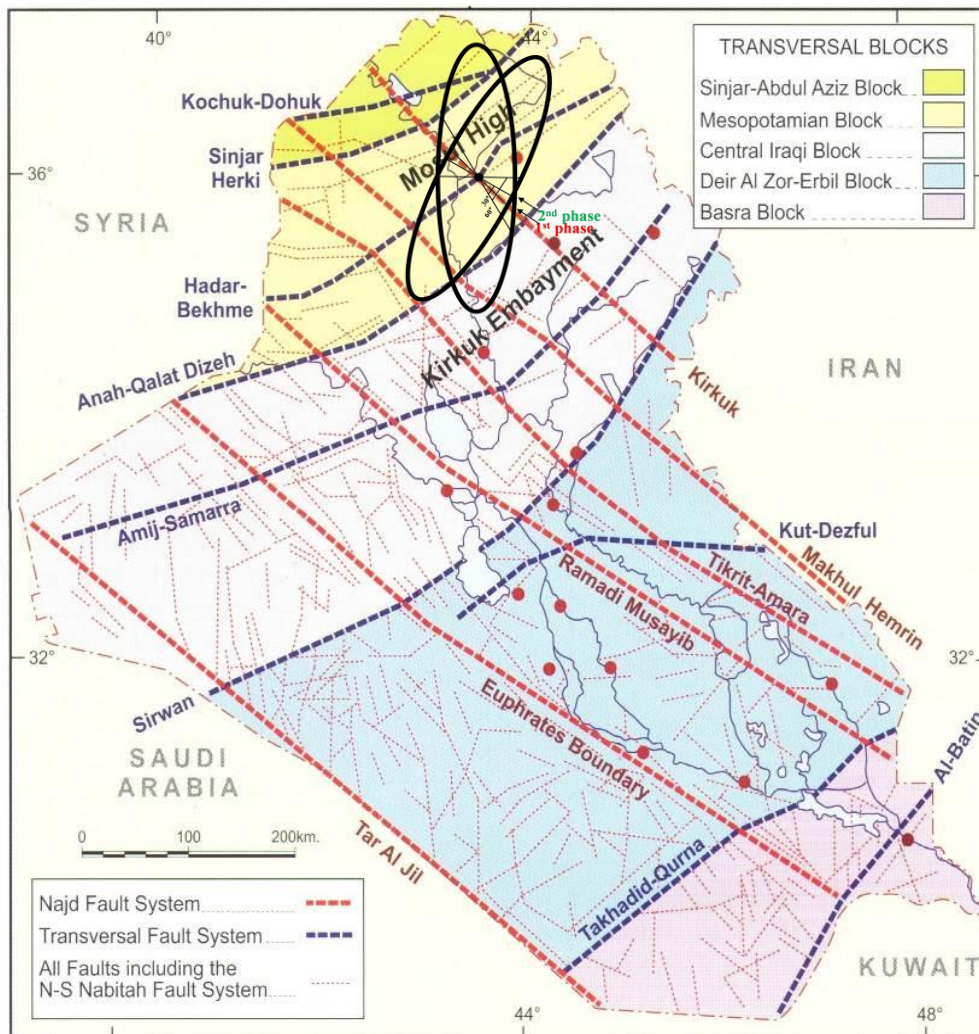 40°
44°
TRANSVERSAL BLOCKS
Sinjar-Abdul Aziz Block
Mesopotamian Block
Central Iraqi Block
Deir Al Zor-Erbil Block
Basra Block
Kochuk-Dohuk
Sinjar
Herki
36°
Mosul High
SYRIA
30°
60°
2nd phase
1st phase
Hadar-
Bekhme
Kirkuk Embayment
IRAN
Anah-Qalat Dizeh
Kirkuk
Amij-Samarra
Kut-Dezful
Makhul Hemrin
Tikrit-Amara
Ramadi Musayib
32°
32°
Sirwan
Euphrates Boundary
SAUDI
ARABIA
Al-Batin
0 100 200km.
Tar Al Jil
Takhadid-Qurna
Najd Fault System
Transversal Fault System
All Faults including the
N-S Nabitah Fault System
KUWAIT
44°
48°